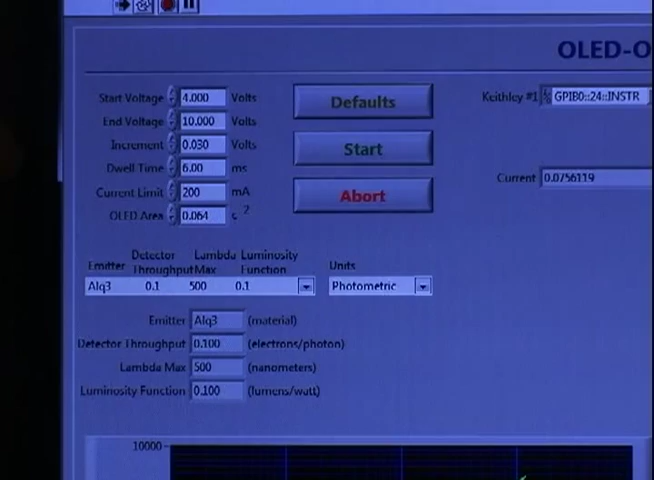 OLED-O
Start Voltage 4.000 Volts
End Voltage 10.000 Volts
Increment 0.030 Volts
Dwell Time 6.00 ms
Current Limit 200 mA
OLED Area 0.064 c 2
Defaults
Start
Abort
Keithley #1 GPIB0::24::INSTR
Current 0.0756119
Detector Lambda Luminosity
Emitter Throughput Max Function
Alq3 0.1 500 0.1
Units
Photometric
Emitter Alq3 (material)
Detector Throughput 0.100 (electrons/photon)
Lambda Max 500 (nanometers)
Luminosity Function 0.100 (lumens/watt)
10000